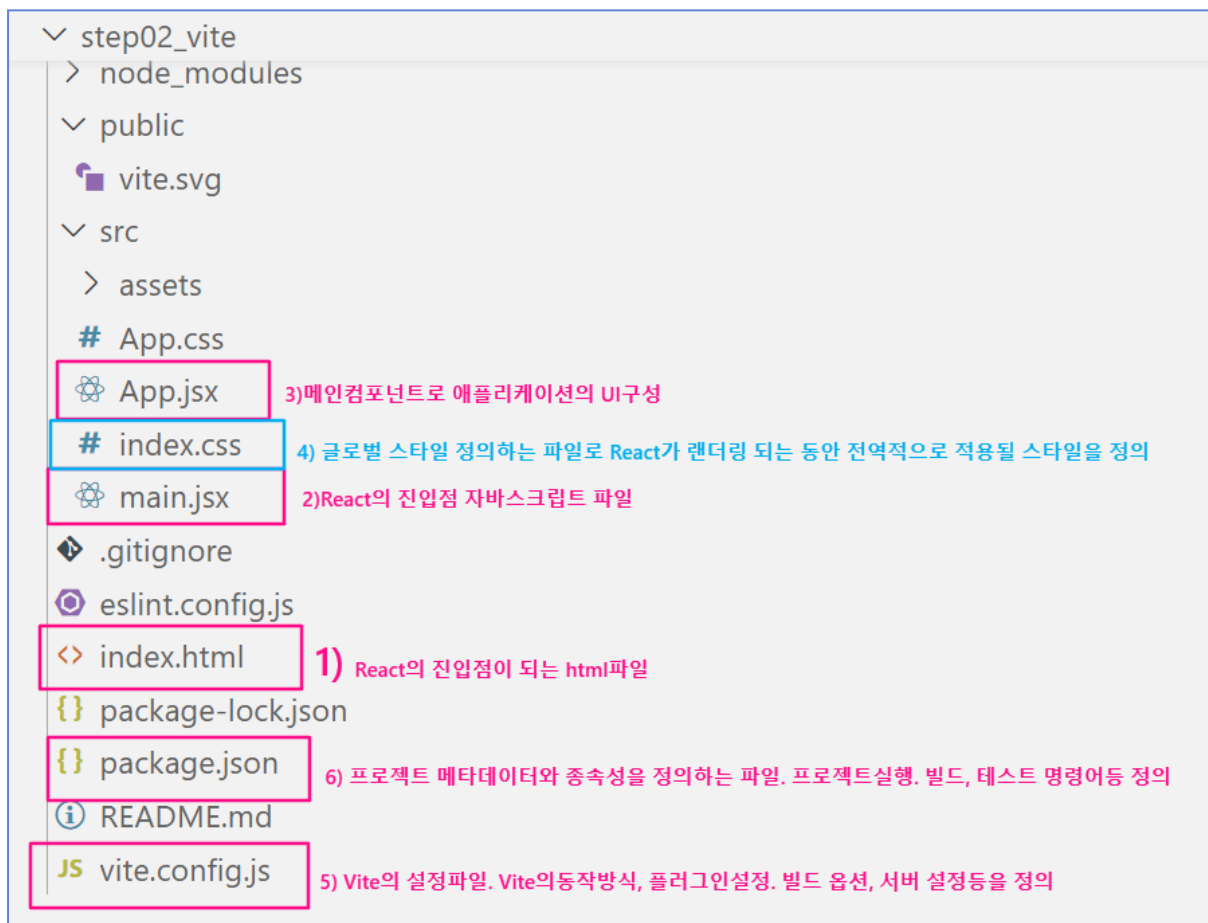 step02_vite
node_modules
public
vite.svg
src
assets
# App.css
App.jsx 3)메인컴포넌트로 애플리케이션의 UI구성
# index.css 4) 글로벌 스타일 정의하는 파일로 React가 랜더링 되는 동안 전역적으로 적용될 스타일을 정의
main.jsx 2)React의 진입점 자바스크립트 파일
.gitignore
eslint.config.js
<> index.html 1) React의 진입점이 되는 html파일
{} package-lock.json
{} package.json 6) 프로젝트 메타데이터와 종속성을 정의하는 파일. 프로젝트실행. 빌드, 테스트 명령어등 정의
README.md
JS vite.config.js 5) Vite의 설정파일. Vite의동작방식, 플러그인설정. 빌드 옵션, 서버 설정등을 정의